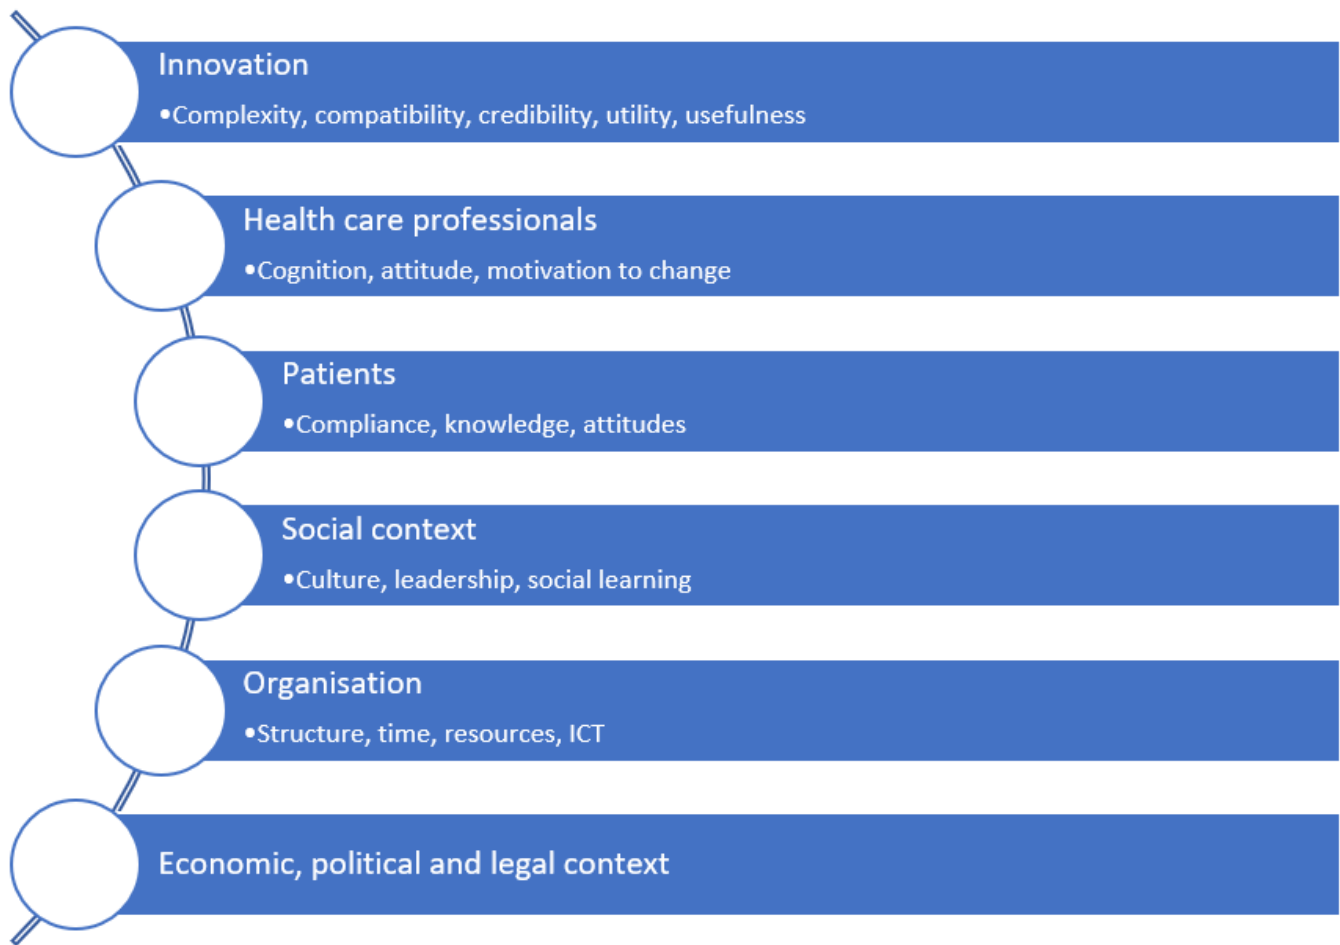 Innovation
•Complexity, compatibility, credibility, utility, usefulness
Health care professionals
•Cognition, attitude, motivation to change
Patients
•Compliance, knowledge, attitudes
Social context
•Culture, leadership, social learning
Organisation
•Structure, time, resources, ICT
Economic, political and legal context